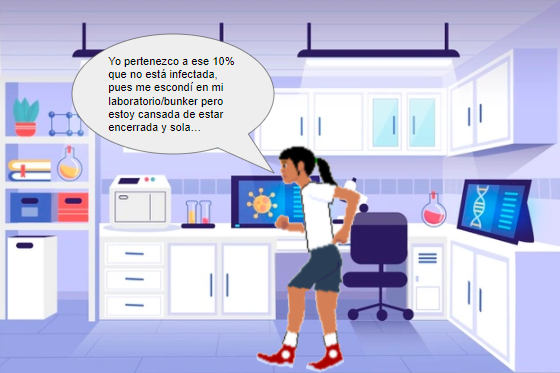 Yo pertenezco a ese 10%
que no está infectada,
pues me escondí en mi
laboratorio/bunker pero
estoy cansada de estar
encerrada y sola...